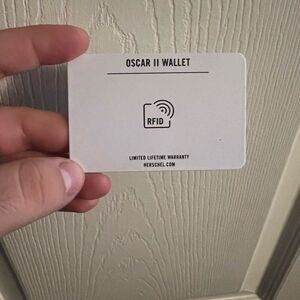 OSCAR II WALLET
RFID
LIMITED LIFETIME WARRANTY
HERSCHEL.COM